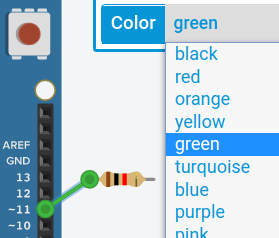 Color green
black
red
orange
yellow
green
turquoise
blue
purple
pink
AREF
GND
13
12
~11
~10